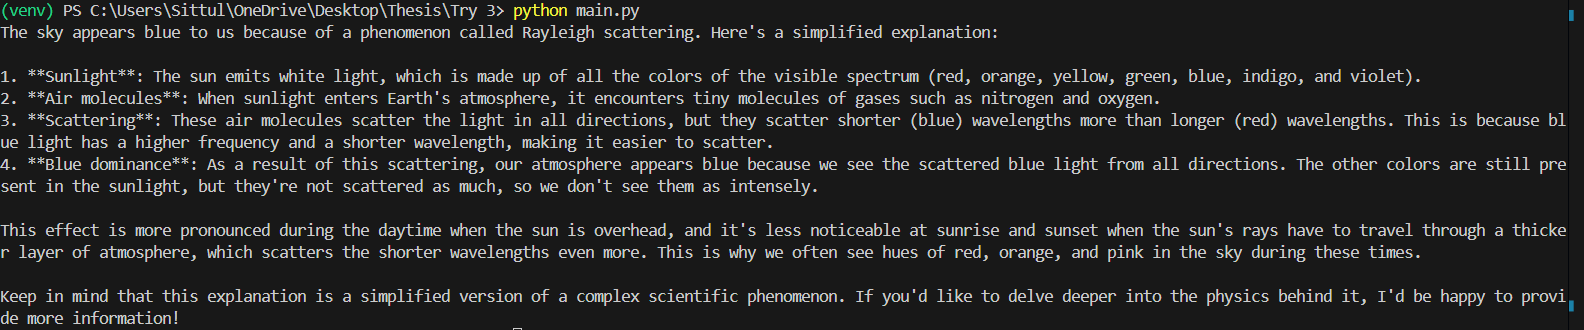 (venv) PS C:\Users\Sittul\OneDrive\Desktop\Thesis\Try 3> python main.py
The sky appears blue to us because of a phenomenon called Rayleigh scattering. Here's a simplified explanation:
1. **Sunlight**: The sun emits white light, which is made up of all the colors of the visible spectrum (red, orange, yellow, green, blue, indigo, and violet).
2. **Air molecules**: When sunlight enters Earth's atmosphere, it encounters tiny molecules of gases such as nitrogen and oxygen.
3. **Scattering**: These air molecules scatter the light in all directions, but they scatter shorter (blue) wavelengths more than longer (red) wavelengths. This is because bl
ue light has a higher frequency and a shorter wavelength, making it easier to scatter.
4. **Blue dominance**: As a result of this scattering, our atmosphere appears blue because we see the scattered blue light from all directions. The other colors are still pre
sent in the sunlight, but they're not scattered as much, so we don't see them as intensely.
This effect is more pronounced during the daytime when the sun is overhead, and it's less noticeable at sunrise and sunset when the sun's rays have to travel through a thicke
r layer of atmosphere, which scatters the shorter wavelengths even more. This is why we often see hues of red, orange, and pink in the sky during these times.
Keep in mind that this explanation is a simplified version of a complex scientific phenomenon. If you'd like to delve deeper into the physics behind it, I'd be happy to provi
de more information!